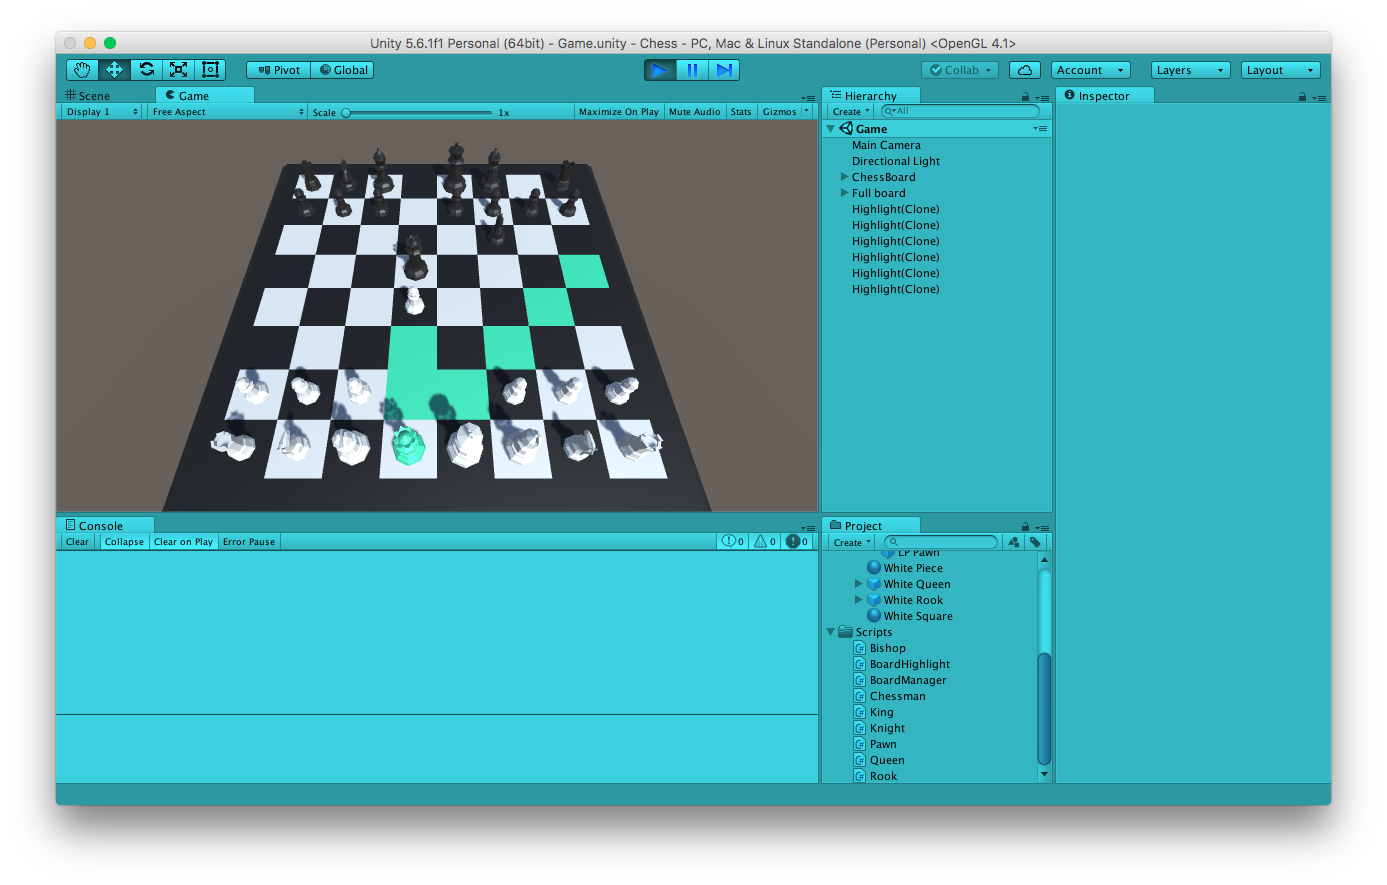 Unity 5.6.1f1 Personal (64bit) - Game.unity - Chess - PC, Mac & Linux Standalone (Personal) <OpenGL 4.1>
Pivot Global Collab Account Layers Layout
Scene Game
Display 1 Free Aspect Scale 1x Maximize On Play Mute Audio Stats Gizmos
Hierarchy
Create All
Game
Main Camera
Directional Light
ChessBoard
Full board
Highlight(Clone)
Highlight(Clone)
Highlight(Clone)
Highlight(Clone)
Highlight(Clone)
Highlight(Clone)
Inspector
Console
Clear Collapse Clear on Play Error Pause 0 0 0
Project
Create
LP Pawn
White Piece
White Queen
White Rook
White Square
Scripts
C# Bishop
C# BoardHighlight
C# BoardManager
C# Chessman
C# King
C# Knight
C# Pawn
C# Queen
C# Rook